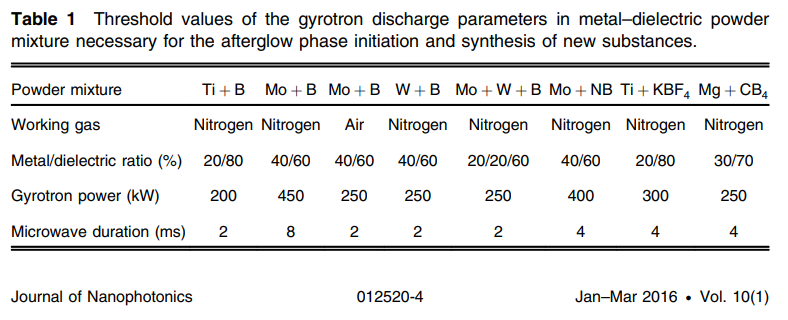 Table 1 Threshold values of the gyrotron discharge parameters in metal–dielectric powder
mixture necessary for the afterglow phase initiation and synthesis of new substances.
Powder mixture Ti + B Mo + B Mo + B W + B Mo + W + B Mo + NB Ti + KBF4 Mg + CB4
Working gas Nitrogen Nitrogen Air Nitrogen Nitrogen Nitrogen Nitrogen Nitrogen
Metal/dielectric ratio (%) 20/80 40/60 40/60 40/60 20/20/60 40/60 20/80 30/70
Gyrotron power (kW) 200 450 250 250 250 400 300 250
Microwave duration (ms) 2 8 2 2 2 4 4 4
Journal of Nanophotonics 012520-4 Jan–Mar 2016 • Vol. 10(1)